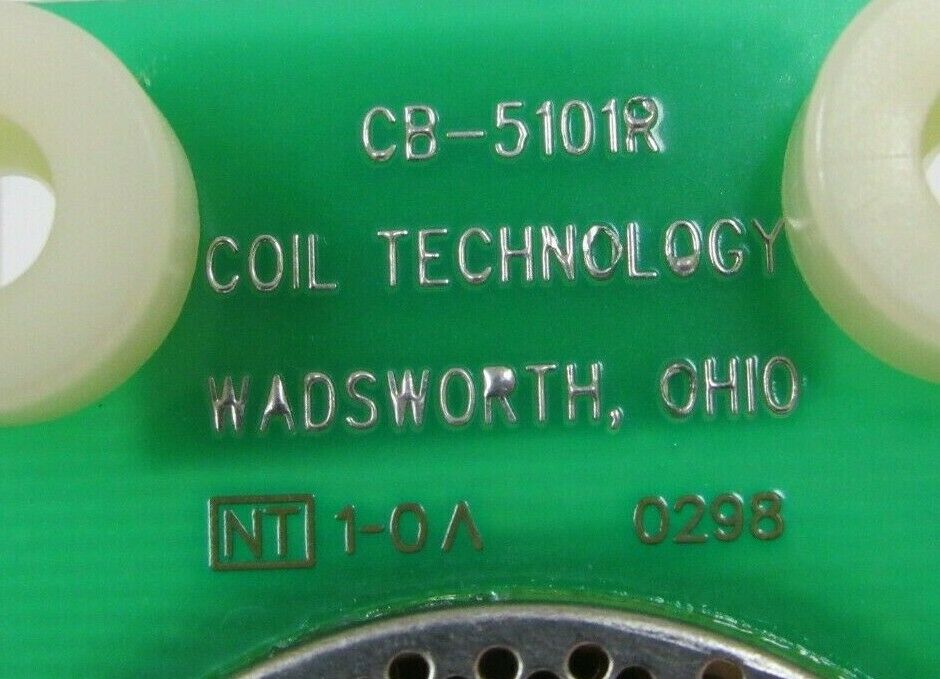 CB-5101R
COIL TECHNOLOGY
WADSWORTH, OHIO
NT 1-0Λ 0298